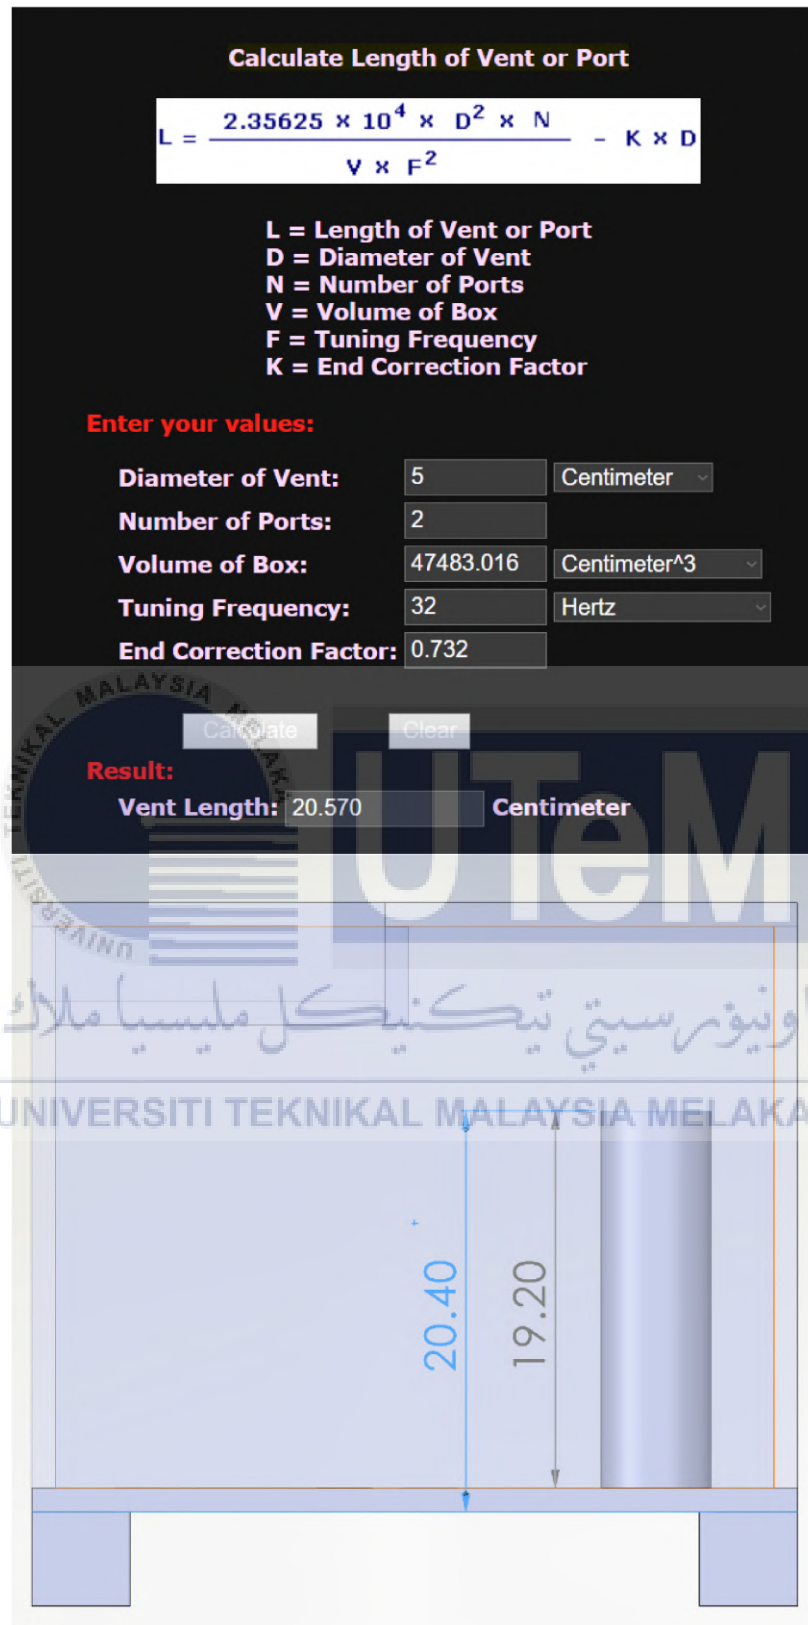 Calculate Length of Vent or Port
L = 2.35625 × 10⁴ × D² × N / V × F² − K × D
L = Length of Vent or Port
D = Diameter of Vent
N = Number of Ports
V = Volume of Box
F = Tuning Frequency
K = End Correction Factor
Enter your values:
Diameter of Vent: 5 Centimeter
Number of Ports: 2
Volume of Box: 47483.016 Centimeter^3
Tuning Frequency: 32 Hertz
End Correction Factor: 0.732
Calculate Clear
Result:
Vent Length: 20.570 Centimeter
UNIVERSITI TEKNIKAL MALAYSIA MELAKA
UTeM
اونيۏرسيتي تيكنيكل مليسيا ملاك
UNIVERSITI TEKNIKAL MALAYSIA MELAKA
20.40
19.20